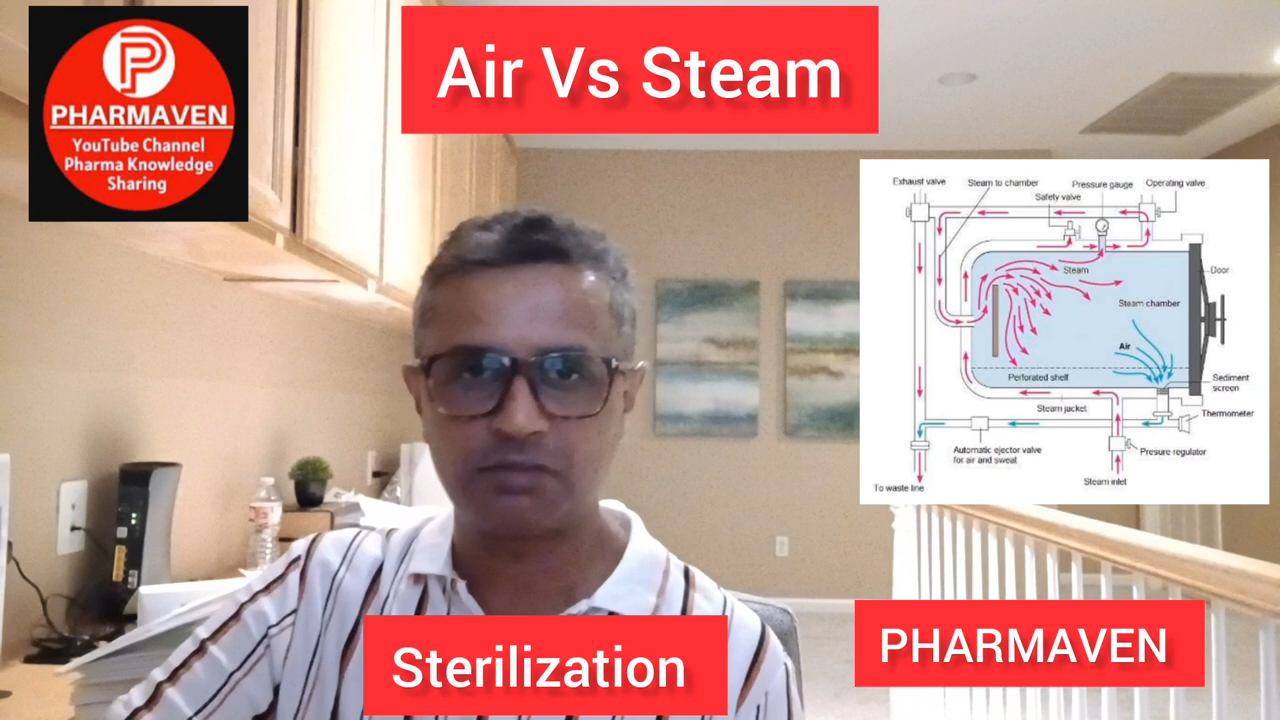 PHARMAVEN
YouTube Channel
Pharma Knowledge
Sharing
Air Vs Steam
Exhaust valve
Steam to chamber
Pressure gauge
Operating valve
Safety valve
Steam
Door
Steam chamber
Air
Perforated shelf
Sediment
screen
Steam jacket
Thermometer
Automatic ejector valve
for air and sweat
Presure regulator
To waste line
Steam inlet
Sterilization
PHARMAVEN